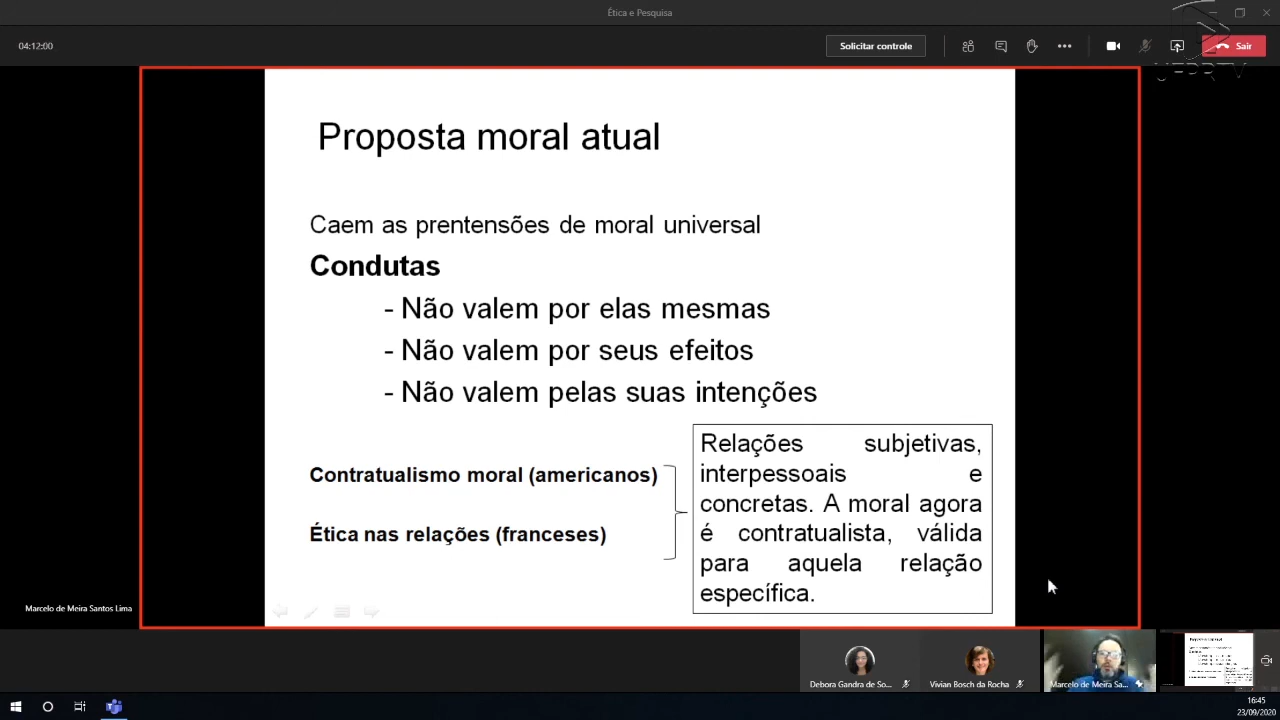 Ética e Pesquisa
04:12:00
Solicitar controle
Sair
Proposta moral atual
Caem as prentensões de moral universal
Condutas
- Não valem por elas mesmas
- Não valem por seus efeitos
- Não valem pelas suas intenções
Contratualismo moral (americanos)
Ética nas relações (franceses)
Relações subjetivas,
interpessoais e
concretas. A moral agora
é contratualista, válida
para aquela relação
específica.
Marcelo de Meira Santos Lima
Debora Gandra de So...
Vivian Bosch da Rocha
Marcelo de Meira Sa...
16:45
23/09/2020